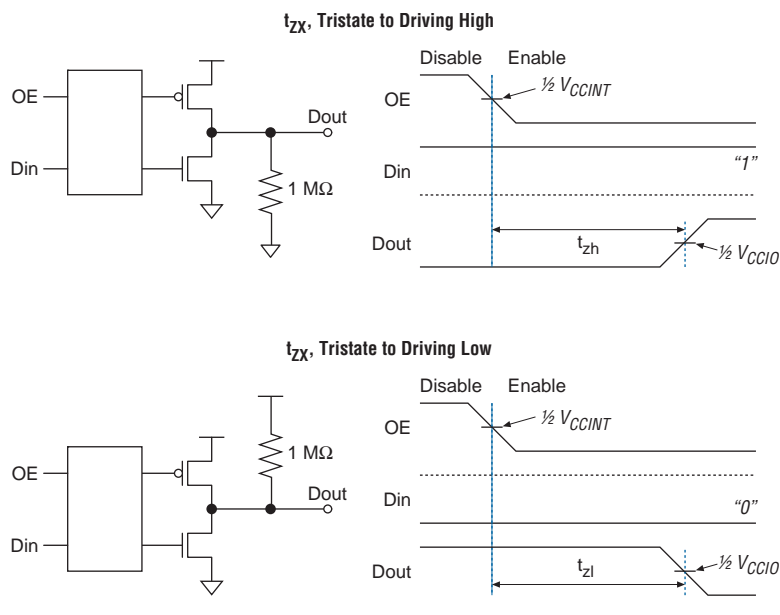 tZX, Tristate to Driving High
Disable Enable
OE
½ VCCINT
OE
Din
Dout
1 MΩ
Din
“1”
Dout
tzh
½ VCCIO
tZX, Tristate to Driving Low
Disable Enable
OE
½ VCCINT
1 MΩ
OE
Din
Dout
Din
“0”
Dout
tzl
½ VCCIO